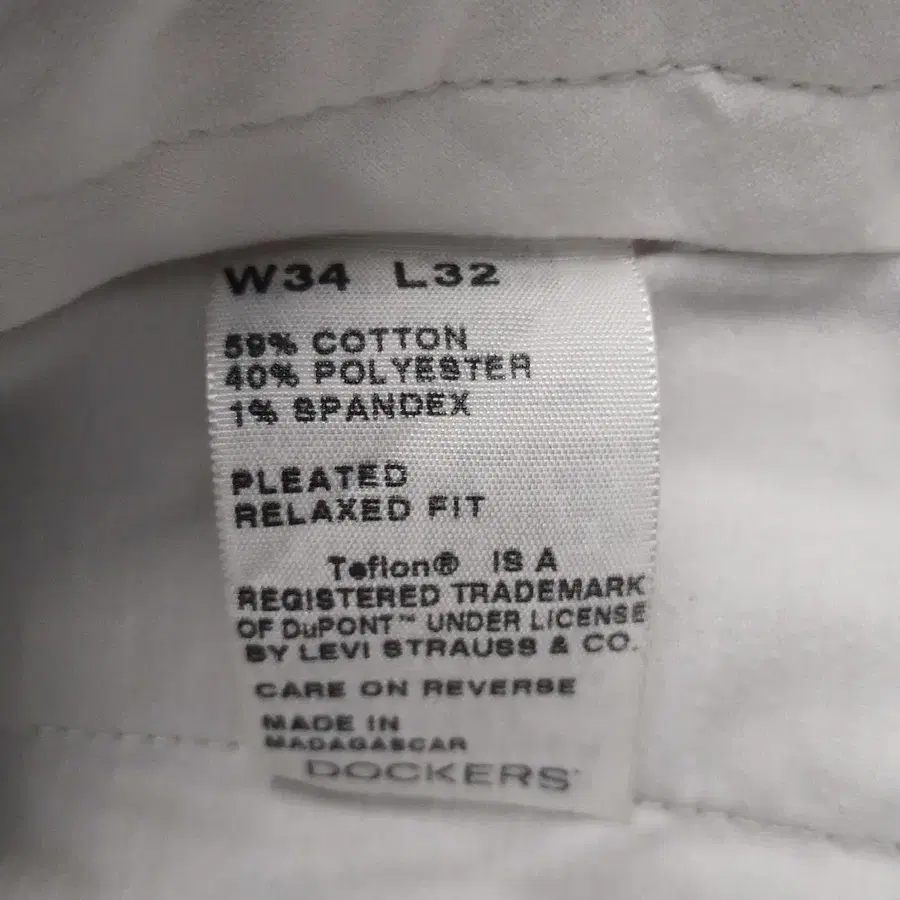 W34 L32
59% COTTON
40% POLYESTER
1% SPANDEX
PLEATED
RELAXED FIT
Teflon® IS A
REGISTERED TRADEMARK
OF DuPONT™ UNDER LICENSE
BY LEVI STRAUSS & CO.
CARE ON REVERSE
MADE IN
MADAGASCAR
DOCKERS®